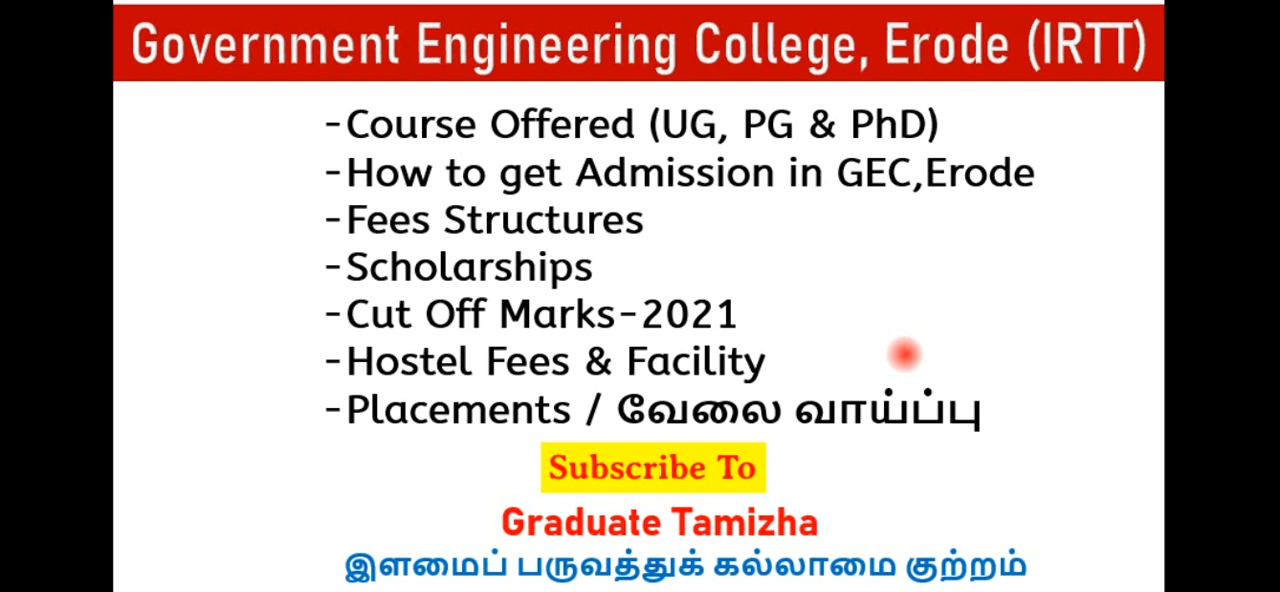 Government Engineering College, Erode (IRTT)
-Course Offered (UG, PG & PhD)
-How to get Admission in GEC,Erode
-Fees Structures
-Scholarships
-Cut Off Marks-2021
-Hostel Fees & Facility
-Placements / வேலை வாய்ப்பு
Subscribe To
Graduate Tamizha
இளமைப் பருவத்துக் கல்லாமை குற்றம்